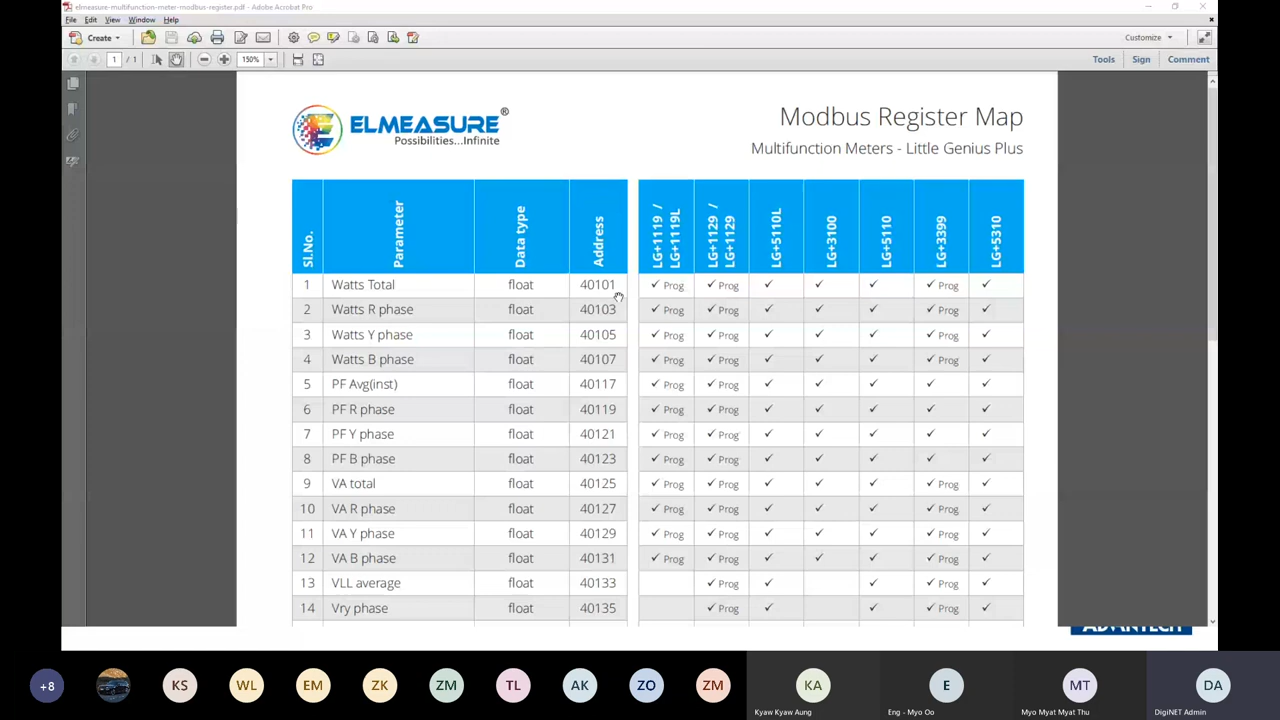 elmeasure-multifunction-meter-modbus-register.pdf - Adobe Acrobat Pro
File Edit View Window Help
Create Customize
1 / 1 150% Tools Sign Comment
ELMEASURE®
Possibilities...Infinite
Modbus Register Map
Multifunction Meters - Little Genius Plus
Sl.No. Parameter Data type Address LG+1119 / LG+1119L LG+1129 / LG+1129 LG+5110L LG+3100 LG+5110 LG+3399 LG+5310
1 Watts Total float 40101 ✓ Prog ✓ Prog ✓ ✓ ✓ ✓ Prog ✓
2 Watts R phase float 40103 ✓ Prog ✓ Prog ✓ ✓ ✓ ✓ Prog ✓
3 Watts Y phase float 40105 ✓ Prog ✓ Prog ✓ ✓ ✓ ✓ Prog ✓
4 Watts B phase float 40107 ✓ Prog ✓ Prog ✓ ✓ ✓ ✓ Prog ✓
5 PF Avg(inst) float 40117 ✓ Prog ✓ Prog ✓ ✓ ✓ ✓ ✓
6 PF R phase float 40119 ✓ Prog ✓ Prog ✓ ✓ ✓ ✓ ✓
7 PF Y phase float 40121 ✓ Prog ✓ Prog ✓ ✓ ✓ ✓ ✓
8 PF B phase float 40123 ✓ Prog ✓ Prog ✓ ✓ ✓ ✓ ✓
9 VA total float 40125 ✓ Prog ✓ Prog ✓ ✓ ✓ ✓ Prog ✓
10 VA R phase float 40127 ✓ Prog ✓ Prog ✓ ✓ ✓ ✓ Prog ✓
11 VA Y phase float 40129 ✓ Prog ✓ Prog ✓ ✓ ✓ ✓ Prog ✓
12 VA B phase float 40131 ✓ Prog ✓ Prog ✓ ✓ ✓ ✓ Prog ✓
13 VLL average float 40133 ✓ Prog ✓ ✓ ✓ Prog ✓
14 Vry phase float 40135 ✓ Prog ✓ ✓ ✓ Prog ✓
ADVANTECH
+8 KS WL EM ZK ZM TL AK ZO ZM KA E MT DA
Kyaw Kyaw Aung Eng - Myo Oo Myo Myat Myat Thu DigiNET Admin